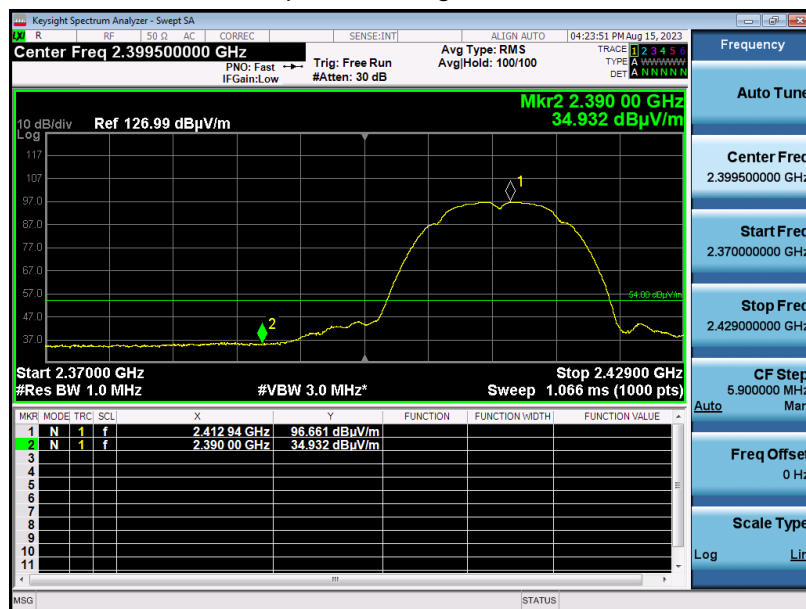 Keysight Spectrum Analyzer - Swept SA
LXI R RF 50 Ω AC CORREC SENSE:INT ALIGN AUTO 04:23:51 PM Aug 15, 2023
Center Freq 2.399500000 GHz
PNO: Fast
IFGain:Low
Trig: Free Run
#Atten: 30 dB
Avg Type: RMS
Avg|Hold: 100/100
TRACE 1 2 3 4 5 6
TYPE A WWWWW
DET A N N N N N
Mkr2 2.390 00 GHz
34.932 dBµV/m
10 dB/div Ref 126.99 dBµV/m
Log
117
107
97.0
87.0
77.0
67.0
57.0
47.0
37.0
1
2
54.00 dBµV/m
Start 2.37000 GHz Stop 2.42900 GHz
#Res BW 1.0 MHz #VBW 3.0 MHz* Sweep 1.066 ms (1000 pts)
MKR MODE TRC SCL X Y FUNCTION FUNCTION WIDTH FUNCTION VALUE
1 N 1 f 2.412 94 GHz 96.661 dBµV/m
2 N 1 f 2.390 00 GHz 34.932 dBµV/m
3
4
5
6
7
8
9
10
11
MSG STATUS
Frequency
Auto Tune
Center Freq
2.399500000 GHz
Start Freq
2.370000000 GHz
Stop Freq
2.429000000 GHz
CF Step
5.900000 MHz
Auto Man
Freq Offset
0 Hz
Scale Type
Log Lin